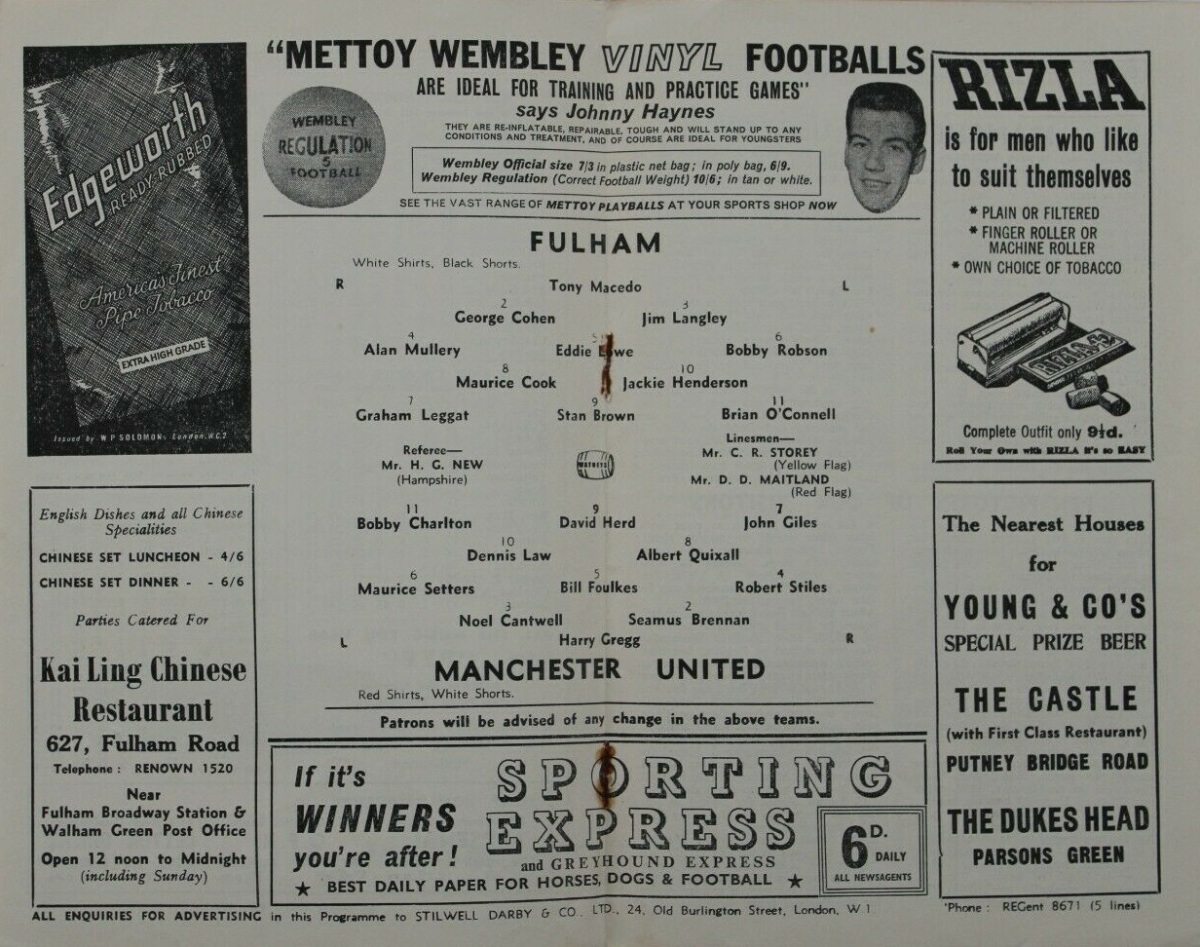 Edgeworth
READY-RUBBED
America's Finest
Pipe Tobacco
EXTRA HIGH GRADE
Issued by W P SOLOMON, London, W.C.2
"METTOY WEMBLEY VINYL FOOTBALLS
ARE IDEAL FOR TRAINING AND PRACTICE GAMES"
says Johnny Haynes
THEY ARE RE-INFLATABLE, REPAIRABLE, TOUGH AND WILL STAND UP TO ANY
CONDITIONS AND TREATMENT, AND OF COURSE ARE IDEAL FOR YOUNGSTERS
WEMBLEY
REGULATION
5
FOOTBALL
Wembley Official size 7/3 in plastic net bag; in poly bag, 6/9.
Wembley Regulation (Correct Football Weight) 10/6; in tan or white.
SEE THE VAST RANGE OF METTOY PLAYBALLS AT YOUR SPORTS SHOP NOW
RIZLA
is for men who like
to suit themselves
* PLAIN OR FILTERED
* FINGER ROLLER OR
MACHINE ROLLER
* OWN CHOICE OF TOBACCO
RIZLA
Complete Outfit only 9½d.
Roll Your Own with RIZLA it's so EASY
FULHAM
White Shirts, Black Shorts.
R Tony Macedo L
2 3
George Cohen Jim Langley
4 5 6
Alan Mullery Eddie Lowe Bobby Robson
8 10
Maurice Cook Jackie Henderson
7 9 11
Graham Leggat Stan Brown Brian O'Connell
Referee—
Mr. H. G. NEW
(Hampshire)
WATNEYS
Linesmen—
Mr. C. R. STOREY
(Yellow Flag)
Mr. D. D. MAITLAND
(Red Flag)
11 9 7
Bobby Charlton David Herd John Giles
10 8
Dennis Law Albert Quixall
6 5 4
Maurice Setters Bill Foulkes Robert Stiles
3 2
Noel Cantwell Seamus Brennan
L Harry Gregg R
MANCHESTER UNITED
Red Shirts, White Shorts.
Patrons will be advised of any change in the above teams.
English Dishes and all Chinese
Specialities
CHINESE SET LUNCHEON - 4/6
CHINESE SET DINNER - - 6/6
Parties Catered For
Kai Ling Chinese
Restaurant
627, Fulham Road
Telephone: RENOWN 1520
Near
Fulham Broadway Station &
Walham Green Post Office
Open 12 noon to Midnight
(including Sunday)
If it's
WINNERS
you're after!
SPORTING
EXPRESS
and GREYHOUND EXPRESS
★ BEST DAILY PAPER FOR HORSES, DOGS & FOOTBALL ★
6D. DAILY
ALL NEWSAGENTS
The Nearest Houses
for
YOUNG & CO'S
SPECIAL PRIZE BEER
THE CASTLE
(with First Class Restaurant)
PUTNEY BRIDGE ROAD
THE DUKES HEAD
PARSONS GREEN
ALL ENQUIRIES FOR ADVERTISING in this Programme to STILWELL DARBY & CO., LTD., 24, Old Burlington Street, London, W.1 'Phone: REGent 8671 (5 lines)